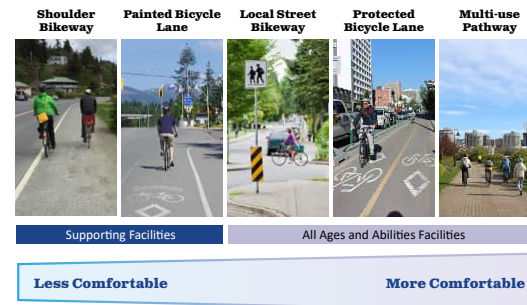 Shoulder
Bikeway
Painted Bicycle
Lane
Local Street
Bikeway
Protected
Bicycle Lane
Multi-use
Pathway
Supporting Facilities
All Ages and Abilities Facilities
Less Comfortable
More Comfortable